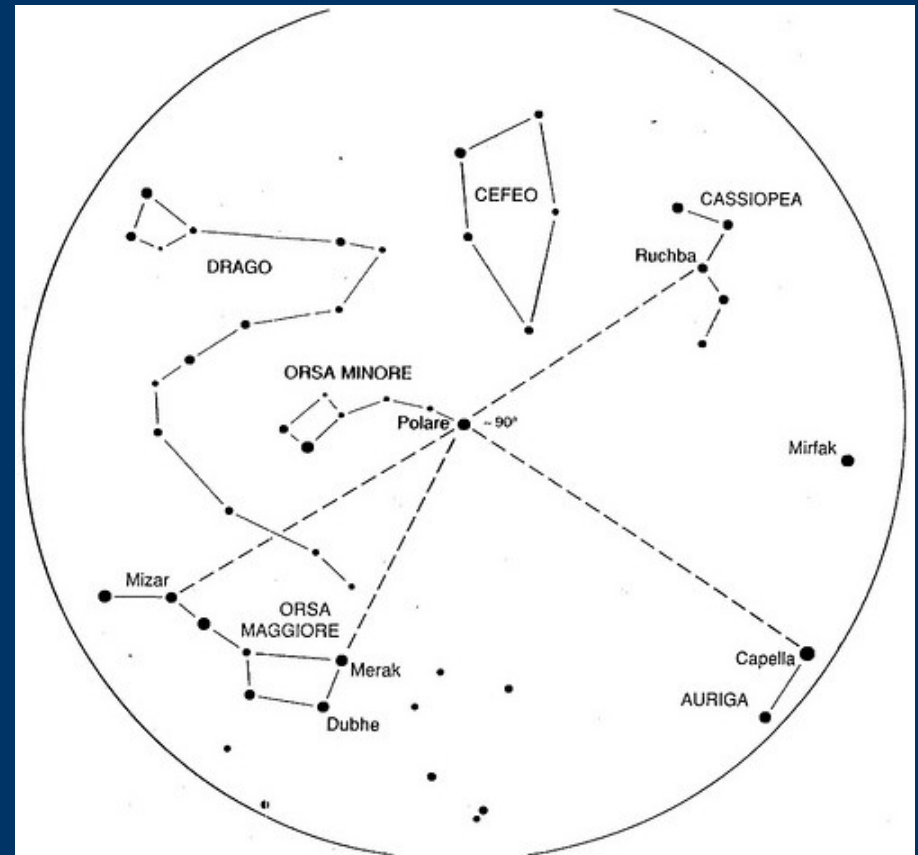 CEFEO
CASSIOPEA
Ruchba
DRAGO
ORSA MINORE
Polare
~ 90°
Mirfak
Mizar
ORSA
MAGGIORE
Merak
Dubhe
Capella
AURIGA